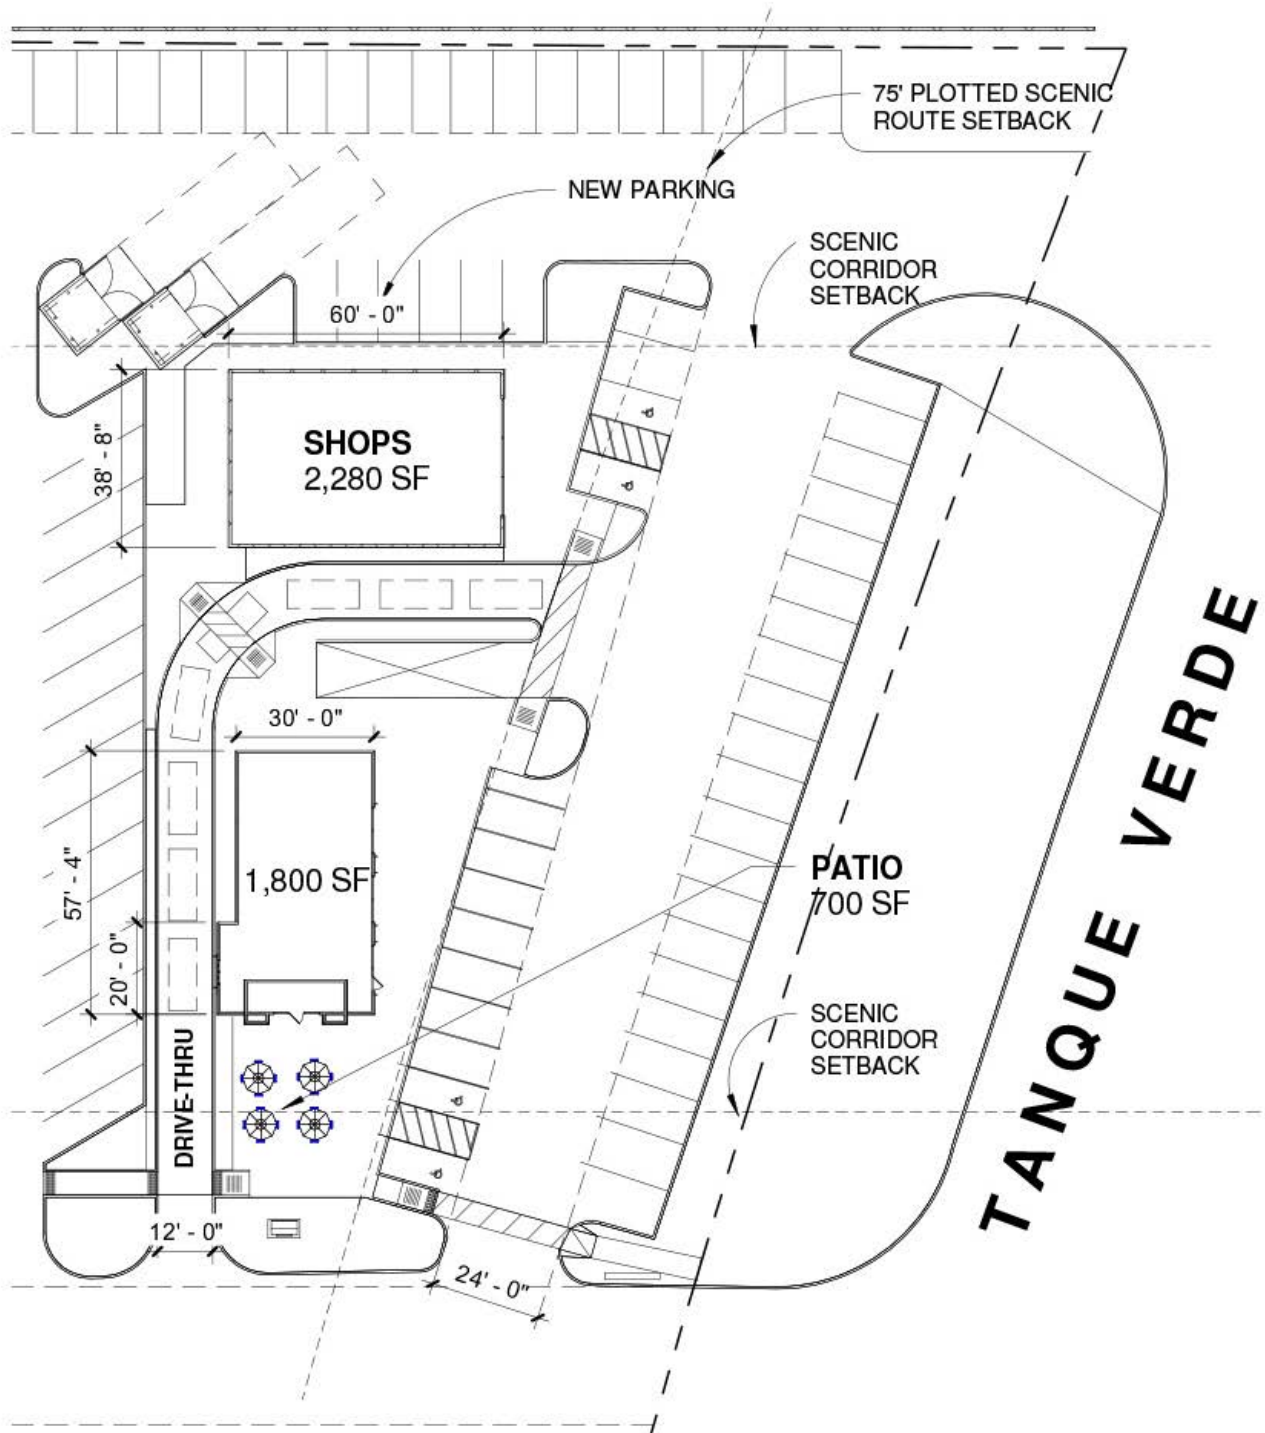 75' PLOTTED SCENIC
ROUTE SETBACK
NEW PARKING
SCENIC
CORRIDOR
SETBACK
60' - 0"
38' - 8"
SHOPS
2,280 SF
30' - 0"
57' - 4"
1,800 SF
20' - 0"
PATIO
700 SF
SCENIC
CORRIDOR
SETBACK
DRIVE-THRU
12' - 0"
24' - 0"
TANQUE VERDE